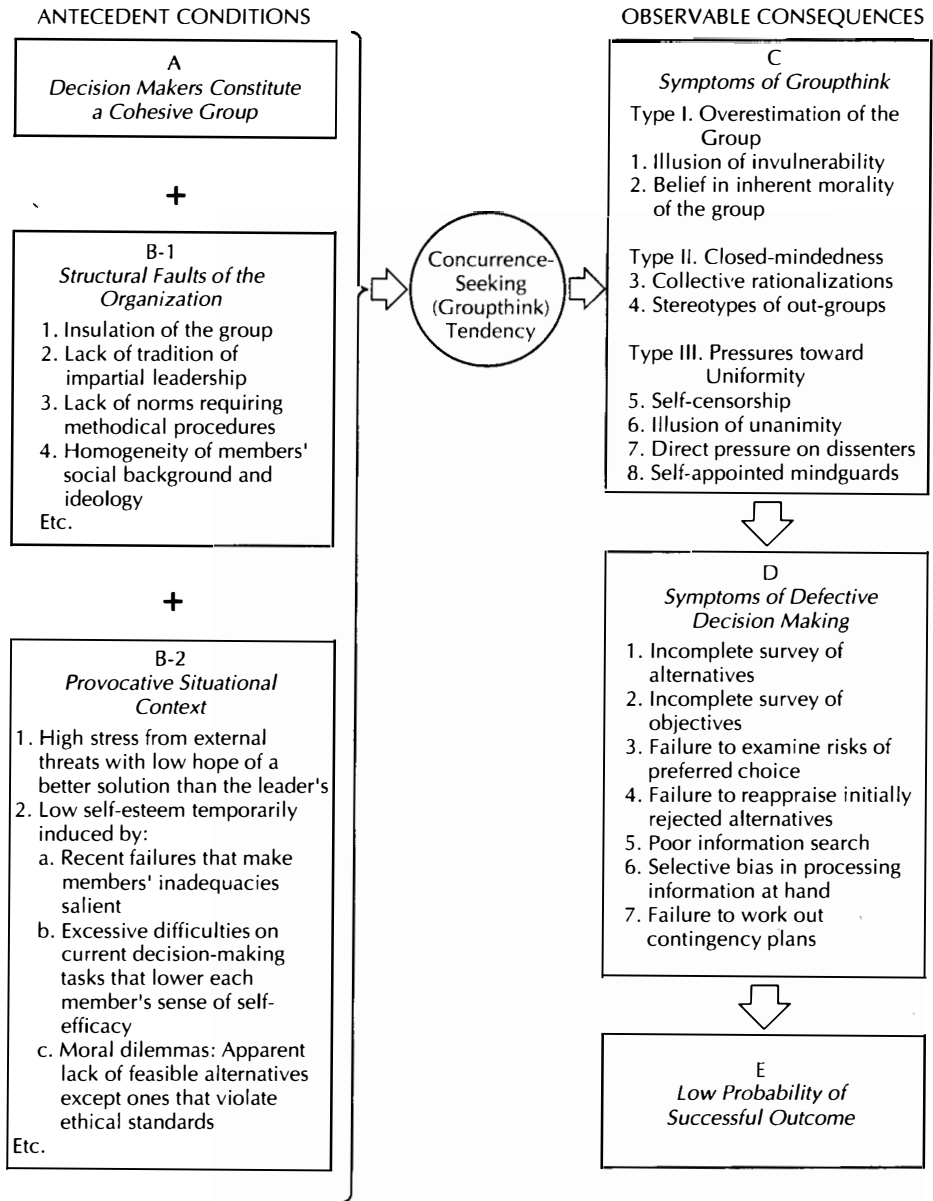 ANTECEDENT CONDITIONS
A
Decision Makers Constitute
a Cohesive Group
+
B-1
Structural Faults of the
Organization
1. Insulation of the group
2. Lack of tradition of
impartial leadership
3. Lack of norms requiring
methodical procedures
4. Homogeneity of members'
social background and
ideology
Etc.
+
B-2
Provocative Situational
Context
1. High stress from external
threats with low hope of a
better solution than the leader's
2. Low self-esteem temporarily
induced by:
a. Recent failures that make
members' inadequacies
salient
b. Excessive difficulties on
current decision-making
tasks that lower each
member's sense of self-
efficacy
c. Moral dilemmas: Apparent
lack of feasible alternatives
except ones that violate
ethical standards
Etc.
Concurrence-
Seeking
(Groupthink)
Tendency
OBSERVABLE CONSEQUENCES
C
Symptoms of Groupthink
Type I. Overestimation of the
Group
1. Illusion of invulnerability
2. Belief in inherent morality
of the group
Type II. Closed-mindedness
3. Collective rationalizations
4. Stereotypes of out-groups
Type III. Pressures toward
Uniformity
5. Self-censorship
6. Illusion of unanimity
7. Direct pressure on dissenters
8. Self-appointed mindguards
D
Symptoms of Defective
Decision Making
1. Incomplete survey of
alternatives
2. Incomplete survey of
objectives
3. Failure to examine risks of
preferred choice
4. Failure to reappraise initially
rejected alternatives
5. Poor information search
6. Selective bias in processing
information at hand
7. Failure to work out
contingency plans
E
Low Probability of
Successful Outcome